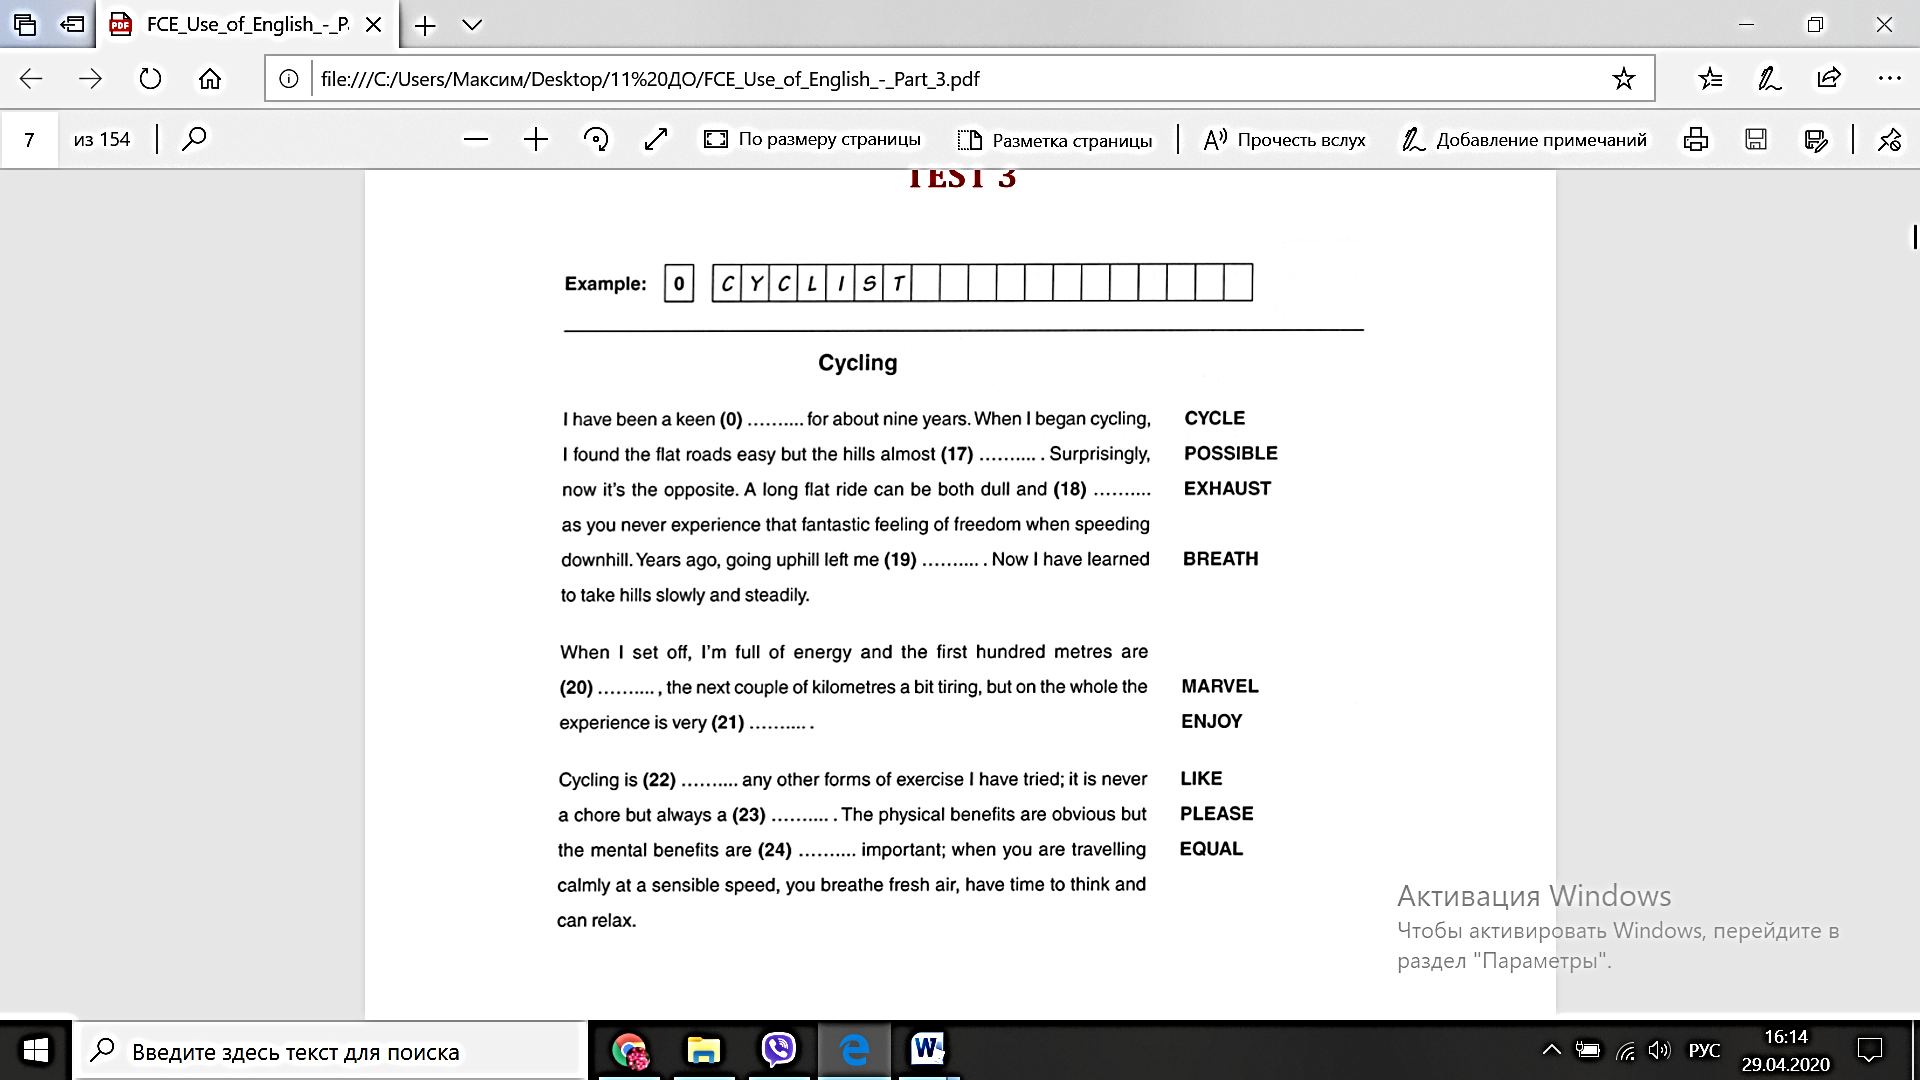 FCE_Use_of_English_-_Pa
file:///C:/Users/Максим/Desktop/11%20ДО/FCE_Use_of_English_-_Part_3.pdf
7 из 154 По размеру страницы Разметка страницы Прочесть вслух Добавление примечаний
TEST 3
Example: 0 CYCLIST
Cycling
I have been a keen (0) .......... for about nine years. When I began cycling, CYCLE
I found the flat roads easy but the hills almost (17) .......... . Surprisingly, POSSIBLE
now it's the opposite. A long flat ride can be both dull and (18) .......... EXHAUST
as you never experience that fantastic feeling of freedom when speeding
downhill. Years ago, going uphill left me (19) .......... . Now I have learned BREATH
to take hills slowly and steadily.
When I set off, I'm full of energy and the first hundred metres are
(20) .......... , the next couple of kilometres a bit tiring, but on the whole the MARVEL
experience is very (21) .......... . ENJOY
Cycling is (22) .......... any other forms of exercise I have tried; it is never LIKE
a chore but always a (23) .......... . The physical benefits are obvious but PLEASE
the mental benefits are (24) .......... important; when you are travelling EQUAL
calmly at a sensible speed, you breathe fresh air, have time to think and
can relax.
Активация Windows
Чтобы активировать Windows, перейдите в
раздел "Параметры".
Введите здесь текст для поиска
РУС
16:14
29.04.2020